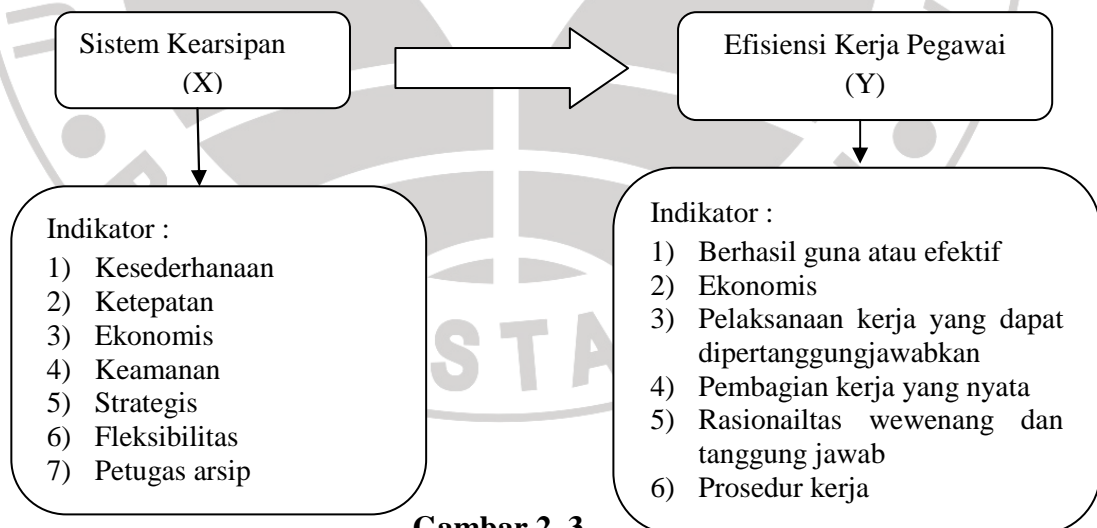 Sistem Kearsipan
(X)
Efisiensi Kerja Pegawai
(Y)
Indikator :
1) Kesederhanaan
2) Ketepatan
3) Ekonomis
4) Keamanan
5) Strategis
6) Fleksibilitas
7) Petugas arsip
Indikator :
1) Berhasil guna atau efektif
2) Ekonomis
3) Pelaksanaan kerja yang dapat
dipertanggungjawabkan
4) Pembagian kerja yang nyata
5) Rasionailtas wewenang dan
tanggung jawab
6) Prosedur kerja
STA
Gambar 2. 3